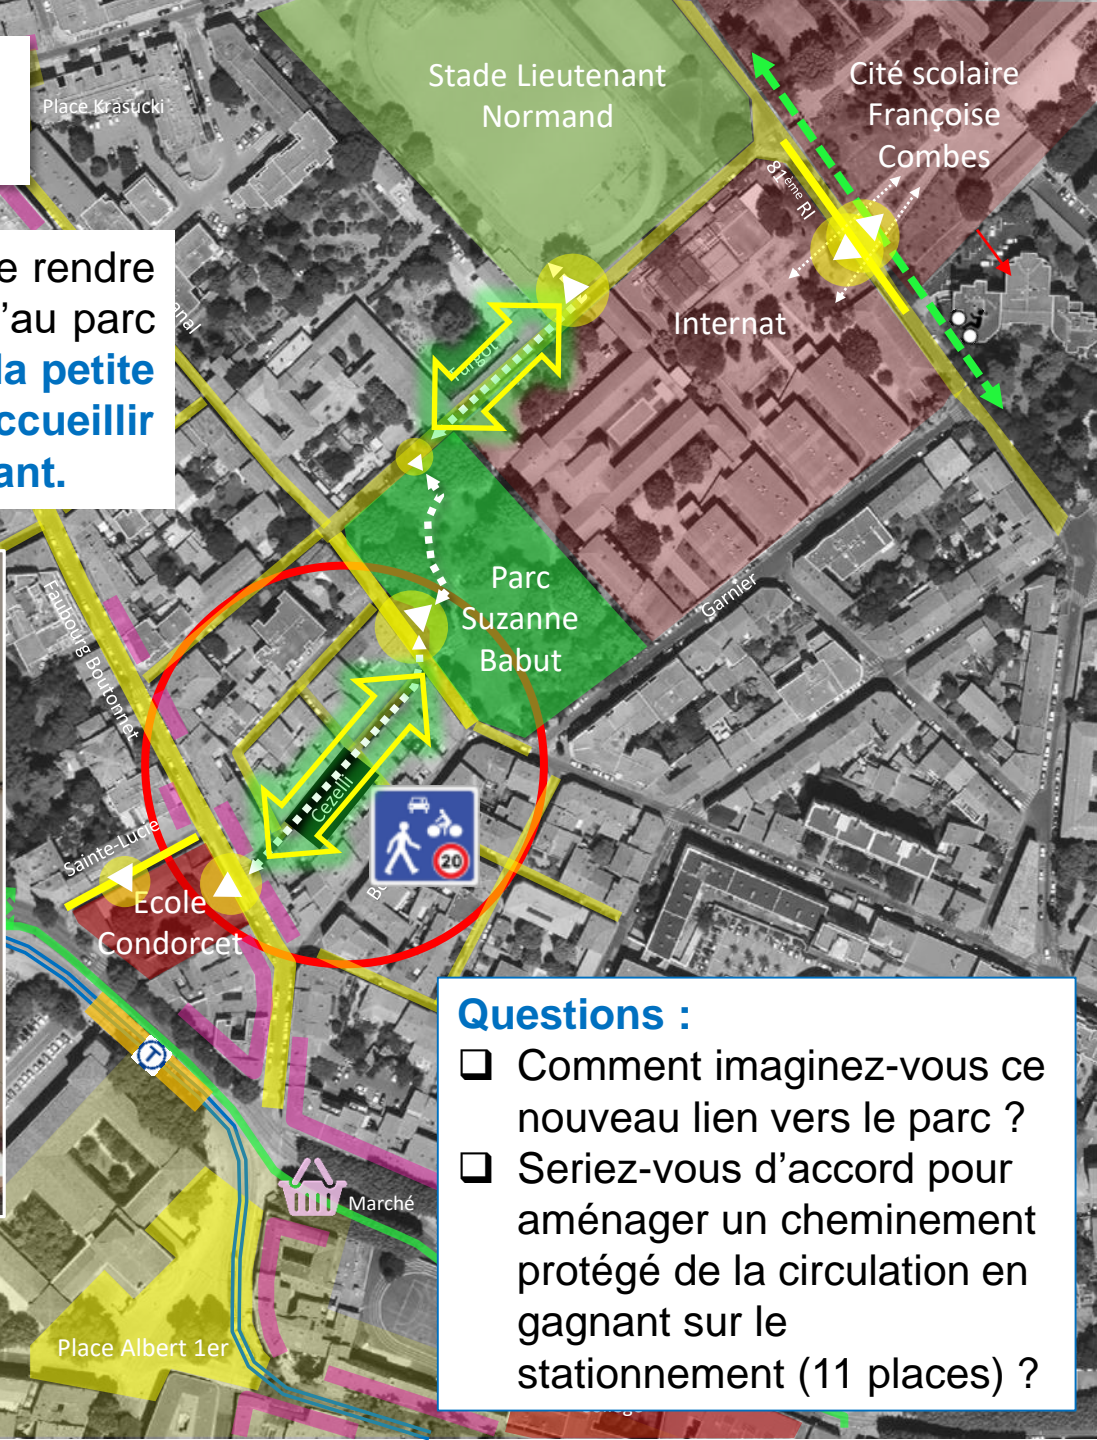 Stade Lieutenant
Normand
Cité scolaire
Françoise
Combes
Place Krasucki
81ème RI
e rendre
'au parc
la petite
ccueillir
ant.
Internat
Turgot
Parc
Suzanne
Babut
Garnier
Faubourg Boutonnet
Cezelli
20
Sainte-Lucie
Ecole
Condorcet
T
Questions :
Comment imaginez-vous ce
nouveau lien vers le parc ?
Seriez-vous d'accord pour
aménager un cheminement
protégé de la circulation en
gagnant sur le
stationnement (11 places) ?
Marché
Place Albert 1er